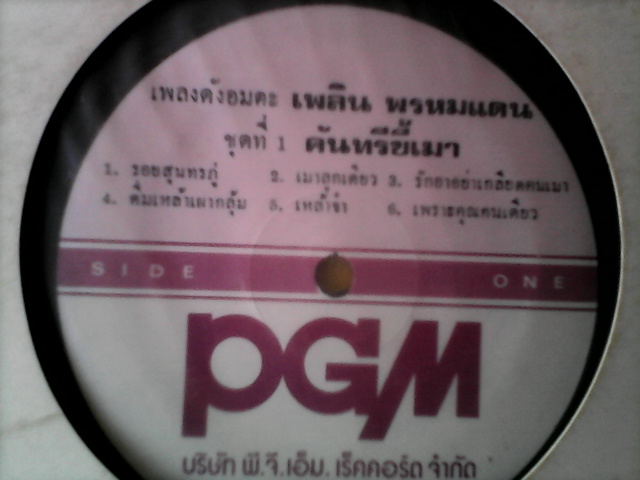 เพลงดังอมตะ เพลิน พรหมแดน
ชุดที่ 1 คันทรีขี้เมา
1. รอยสุนทรภู่ 2. เมาลูกเดียว 3. รักอาอย่าเกลียดคนเมา
4. ดื่มเหล้าเผากลุ้ม 5. เหล้าจ๋า 6. เพราะคุณคนเดียว
SIDE ONE
PGM
บริษัท พี.จี.เอ็ม. เร็คคอร์ด จำกัด